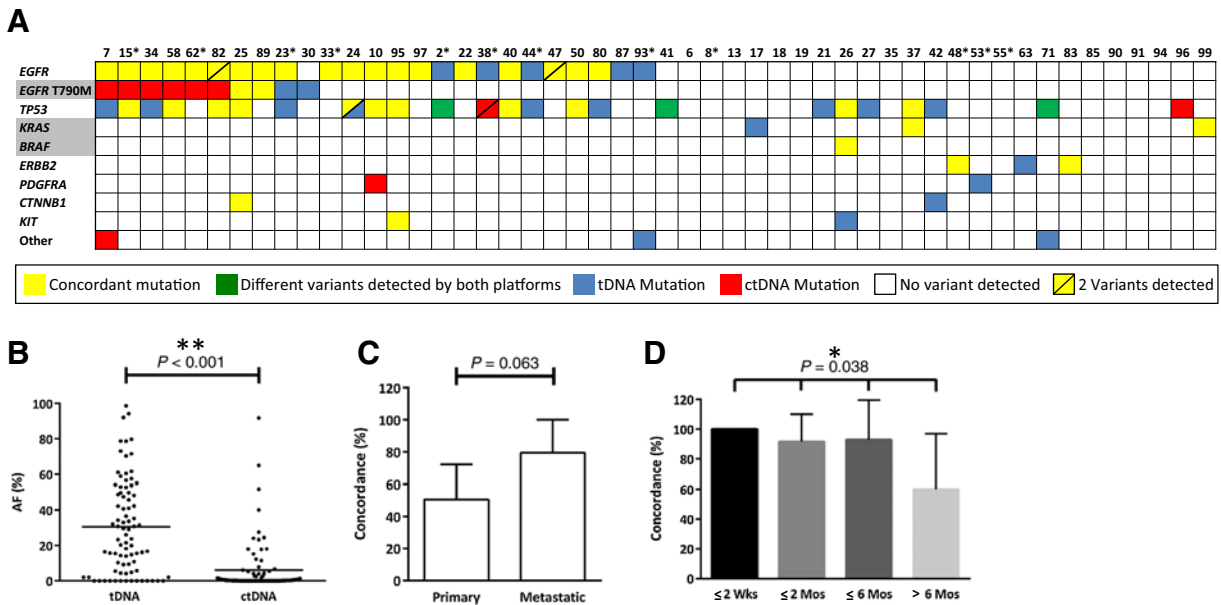 A
7 15* 34 58 62* 82 25 89 23* 30 33* 24 10 95 97 2* 22 38* 40 44* 47 50 80 87 93* 41 6 8* 13 17 19 20 21 26 27 35 37 42 48* 53* 55* 63 71 83 85 90 91 94 96 99
EGFR
EGFR T790M
TP53
KRAS
BRAF
ERBB2
PDGFRA
CTNNB1
KIT
Other
Concordant mutation Different variants detected by both platforms tDNA Mutation ctDNA Mutation No variant detected 2 Variants detected
B
**
P < 0.001
AF (%)
100
80
60
40
20
0
tDNA ctDNA
C
P = 0.063
Concordance (%)
120
100
80
60
40
20
0
Primary Metastatic
D
*
P = 0.038
Concordance (%)
120
100
80
60
40
20
0
≤ 2 Wks ≤ 2 Mos ≤ 6 Mos > 6 Mos